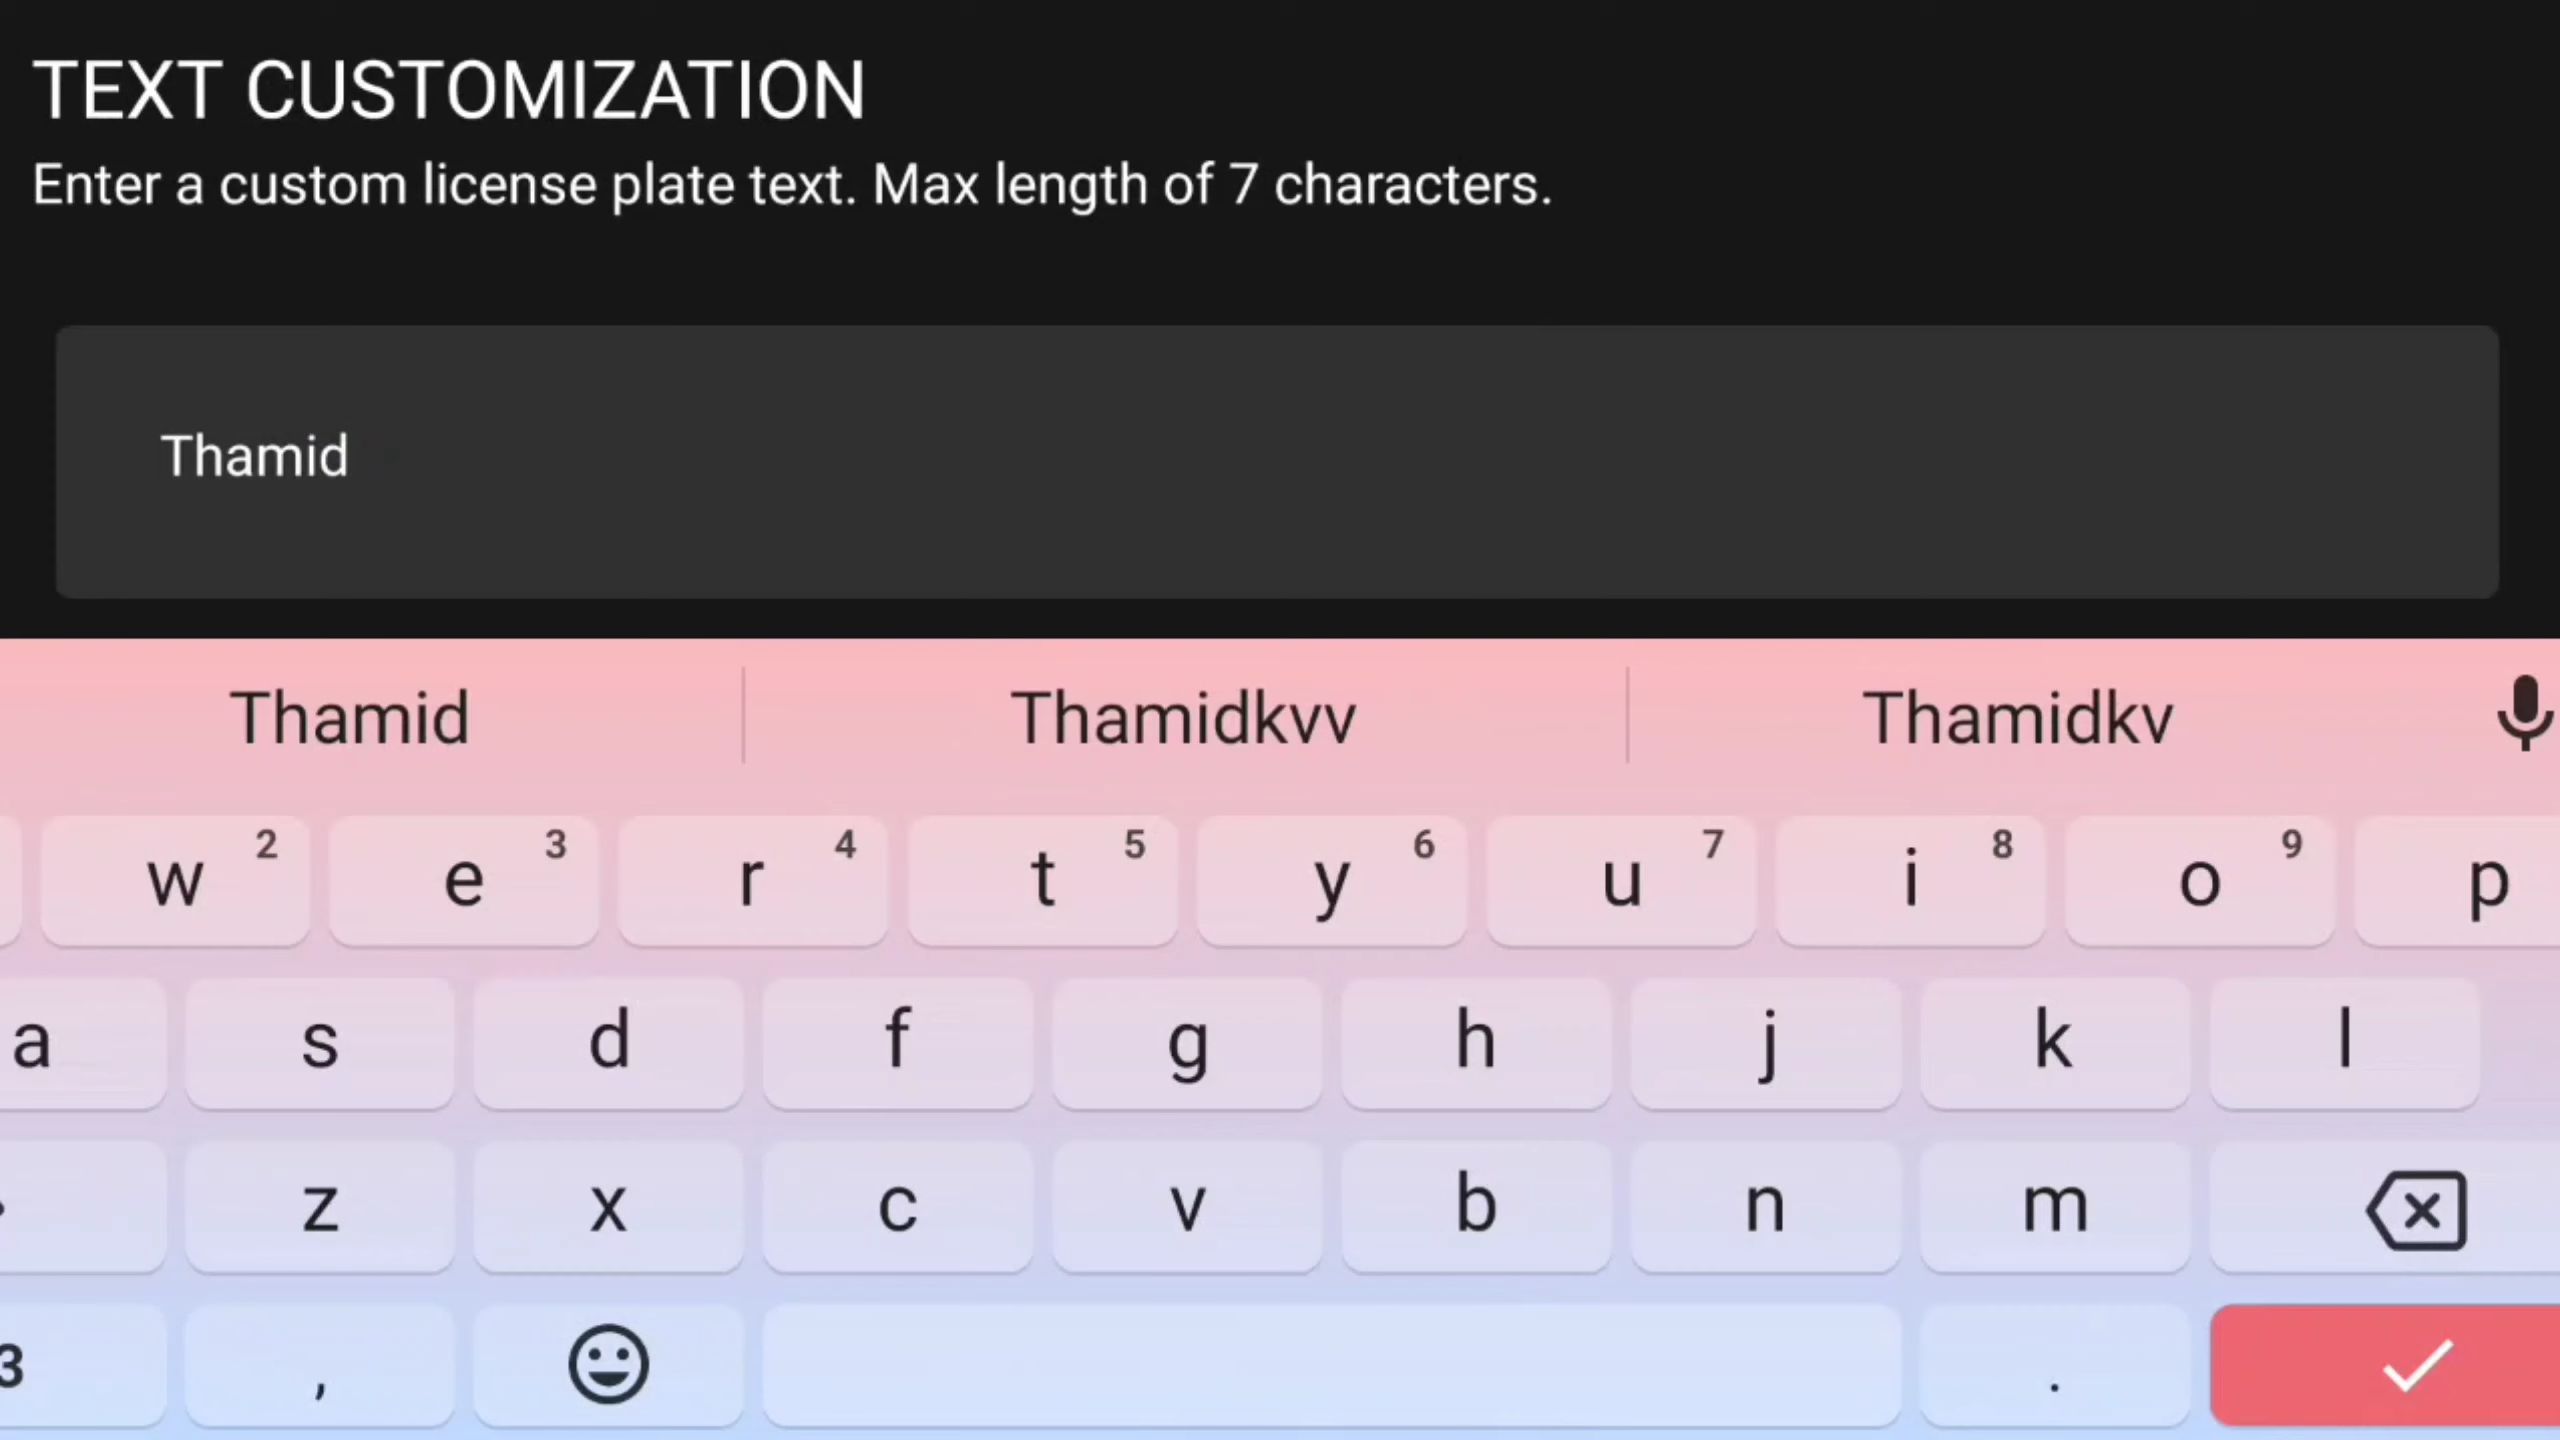 TEXT CUSTOMIZATION
Enter a custom license plate text. Max length of 7 characters.
Thamid
Thamid Thamidkvv Thamidkv
w 2 e 3 r 4 t 5 y 6 u 7 i 8 o 9 p
a s d f g h j k l
z x c v b n m
3 , .